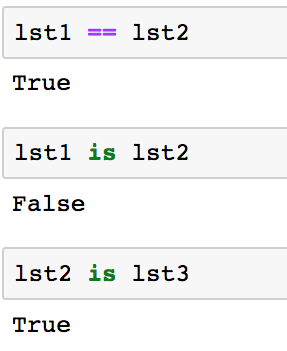 lst1 == lst2
True
lst1 is lst2
False
lst2 is lst3
True